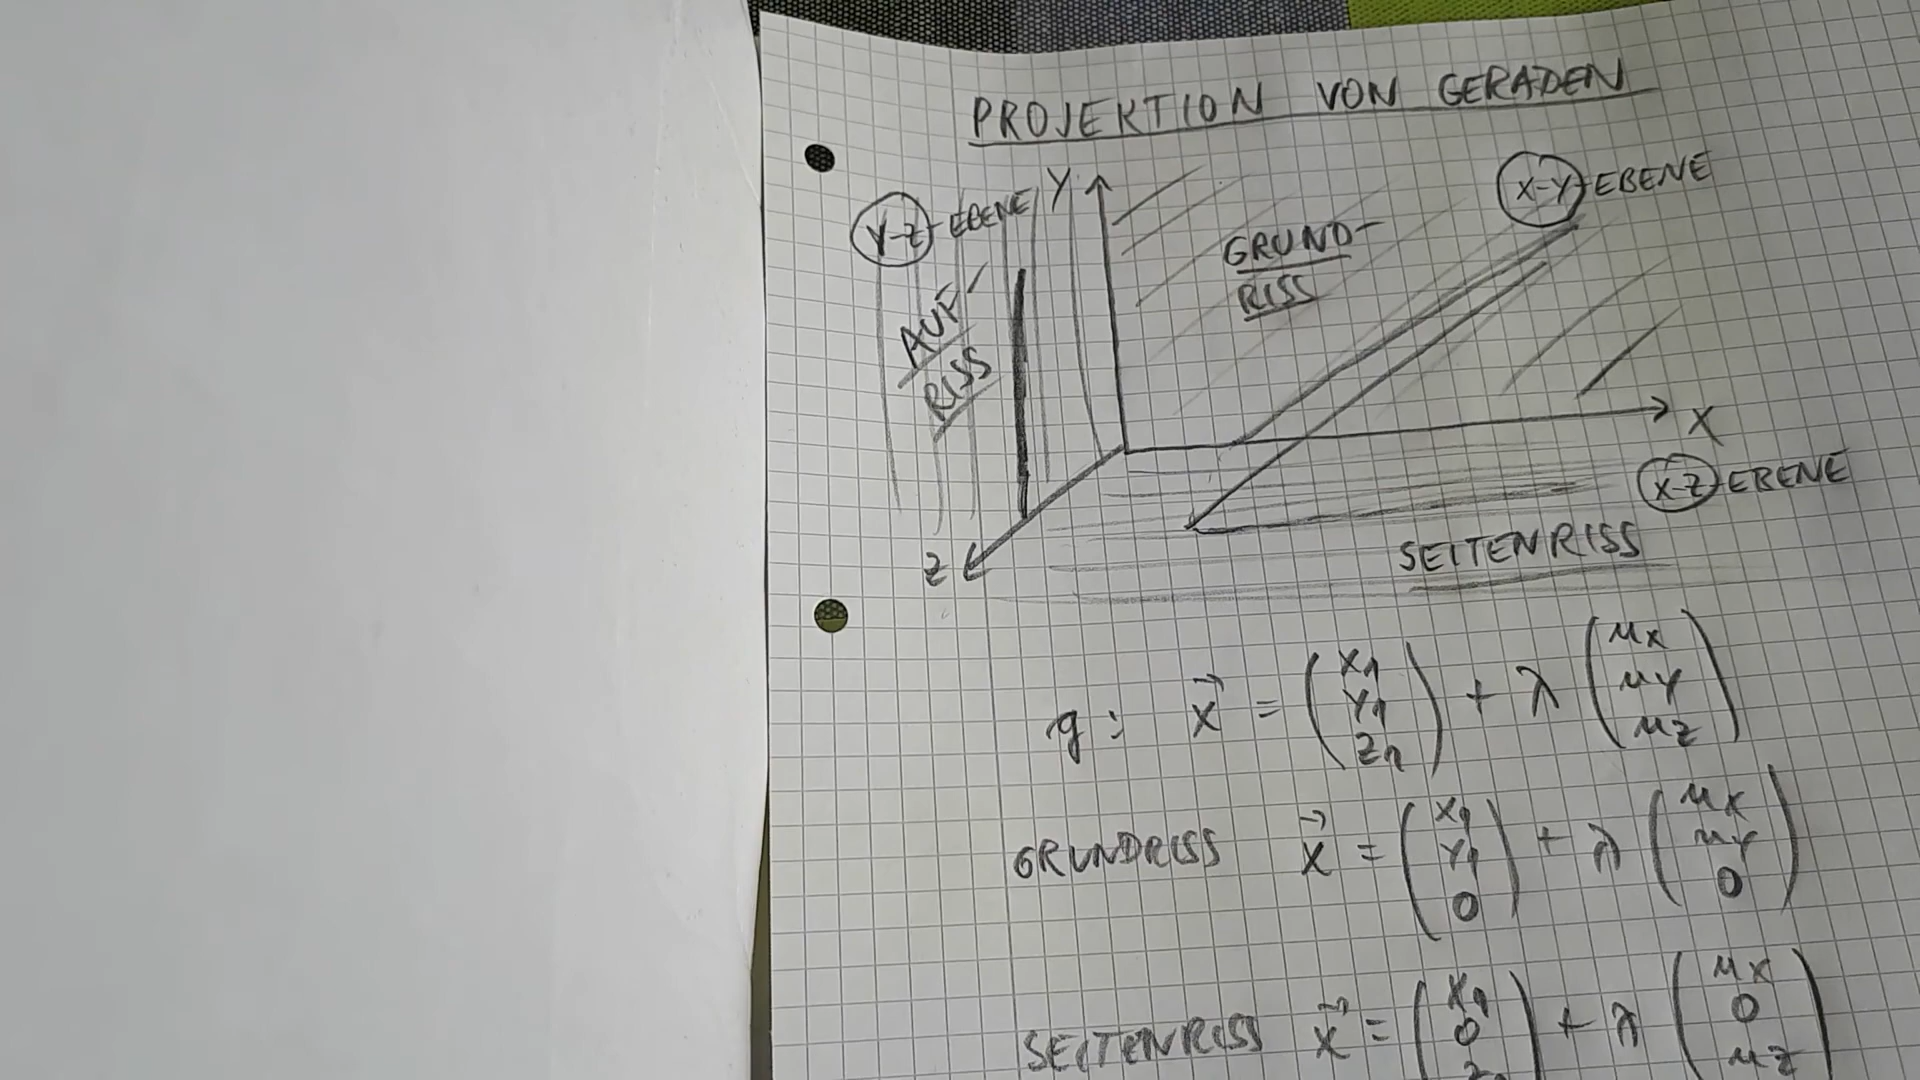 PROJEKTION VON GERADEN
Y-Z-EBENE
Y
X-Y-EBENE
GRUND-
RISS
AUF-
RISS
X
X-Z-EBENE
Z
SEITENRISS
g: x⃗ = (x₁ y₁ z₁) + λ (ux uy uz)
GRUNDRISS x⃗ = (x₁ y₁ 0) + λ (ux uy 0)
SEITENRISS x⃗ = (x₁ 0 z₁) + λ (ux 0 uz)